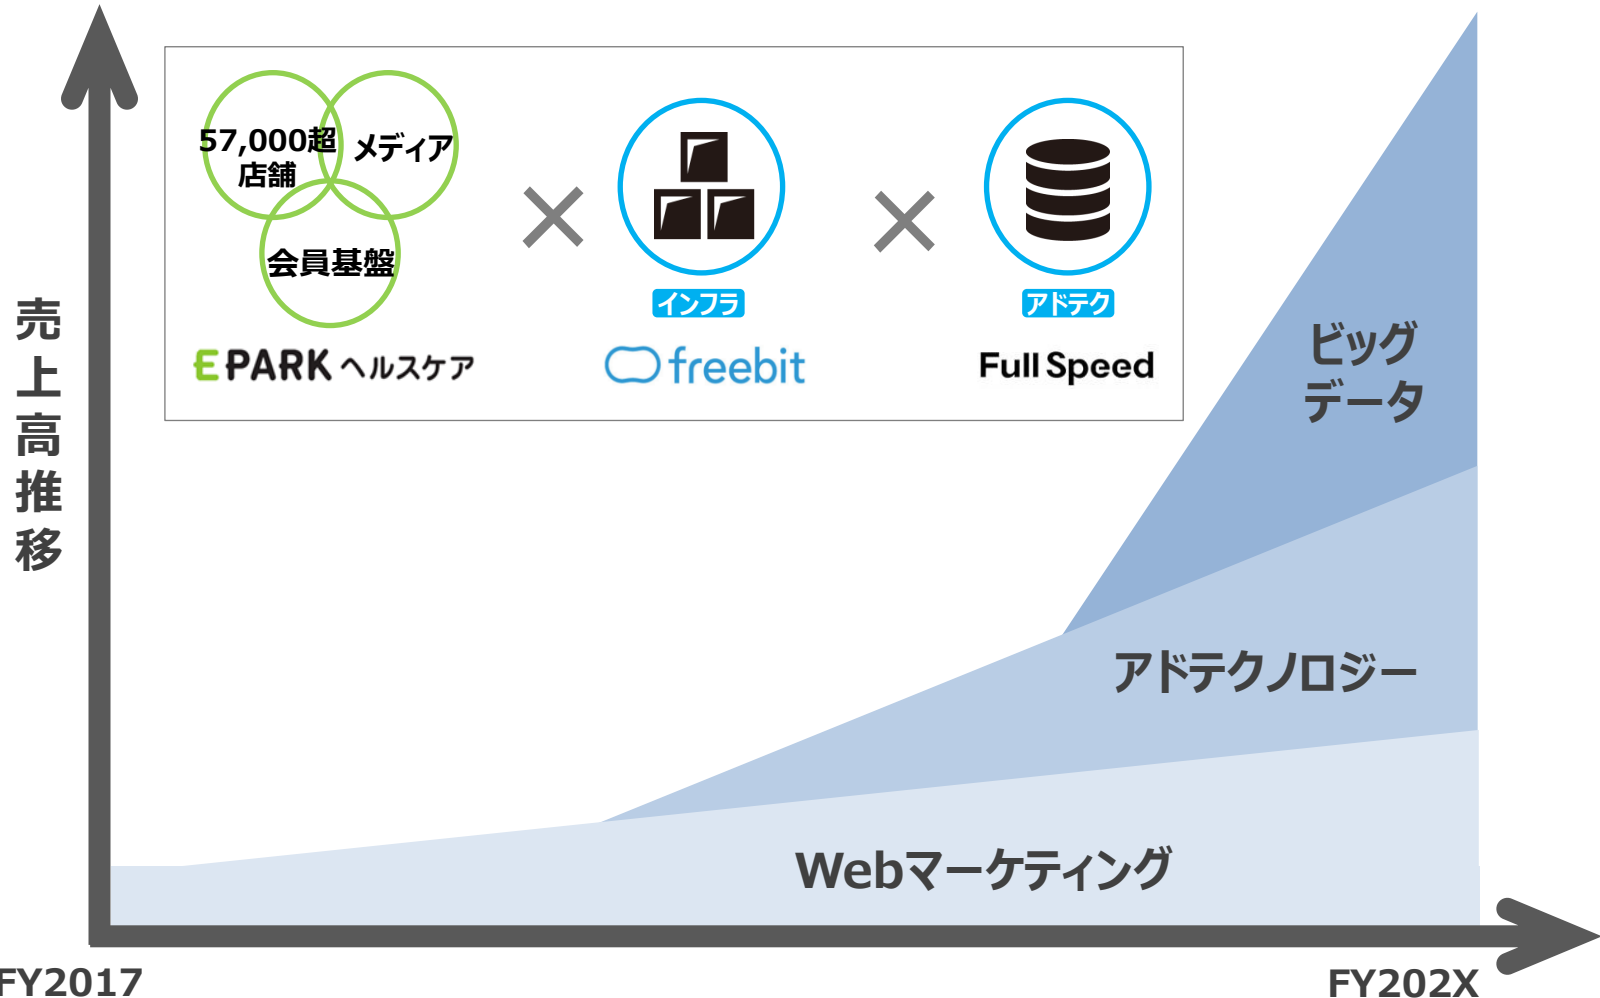 57,000超
店舗
メディア
会員基盤
EPARK ヘルスケア
インフラ
freebit
アドテク
Full Speed
売上高推移
ビッグ
データ
アドテクノロジー
Webマーケティング
FY2017
FY202X